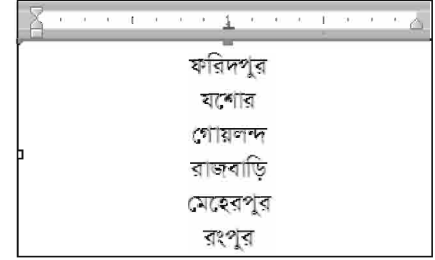 ফরিদপুর
যশোর
গোয়লন্দ
রাজবাড়ি
মেহেরপুর
রংপুর